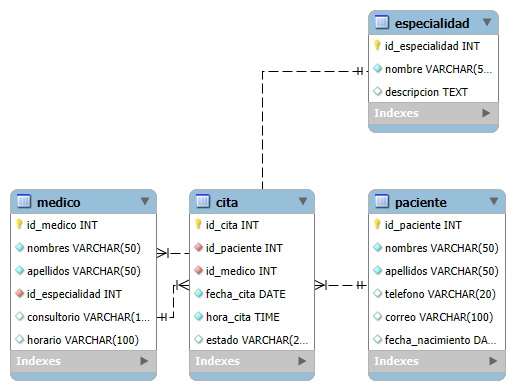 especialidad
id_especialidad INT
nombre VARCHAR(5...
descripcion TEXT
Indexes
medico
id_medico INT
nombres VARCHAR(50)
apellidos VARCHAR(50)
id_especialidad INT
consultorio VARCHAR(1...
horario VARCHAR(100)
Indexes
cita
id_cita INT
id_paciente INT
id_medico INT
fecha_cita DATE
hora_cita TIME
estado VARCHAR(2...
Indexes
paciente
id_paciente INT
nombres VARCHAR(50)
apellidos VARCHAR(50)
telefono VARCHAR(20)
correo VARCHAR(100)
fecha_nacimiento DA...
Indexes